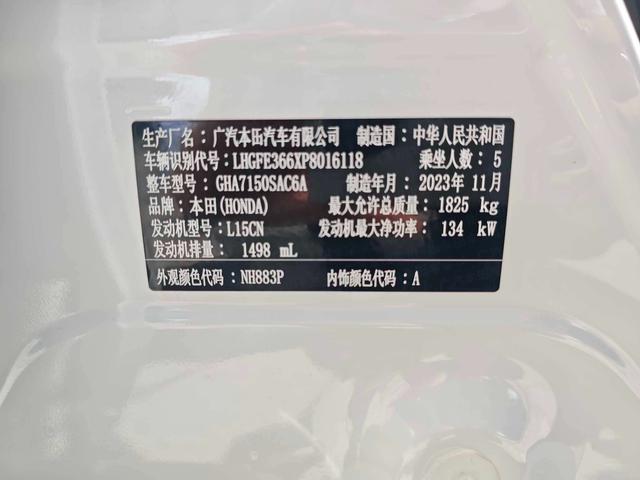 生产厂名：广汽本田汽车有限公司 制造国：中华人民共和国
车辆识别代号：LHGFE366XP8016118 乘坐人数：5
整车型号：GHA7150SAC6A 制造年月：2023年11月
品牌：本田(HONDA) 最大允许总质量：1825 kg
发动机型号：L15CN 发动机最大净功率：134 kW
发动机排量：1498 mL
外观颜色代码：NH883P 内饰颜色代码：A